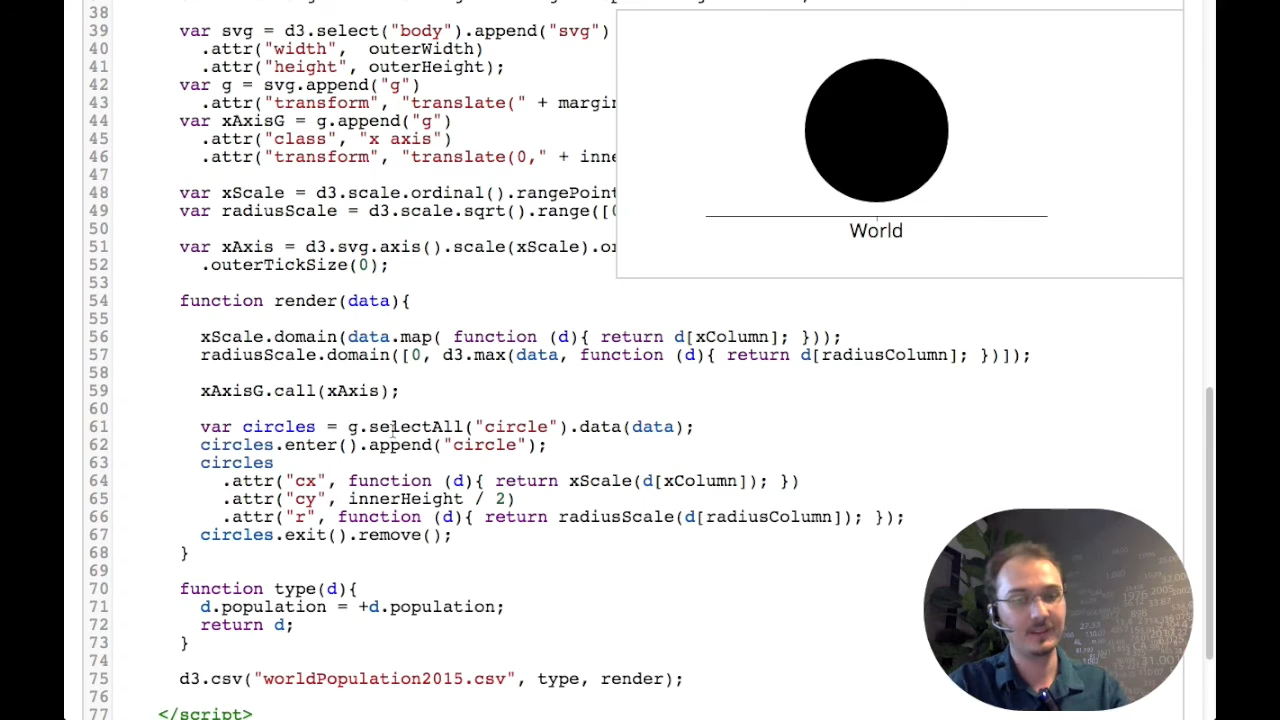 38
39 var svg = d3.select("body").append("svg")
40 .attr("width",  outerWidth)
41 .attr("height", outerHeight);
42 var g = svg.append("g")
43 .attr("transform", "translate(" + margin
44 var xAxisG = g.append("g")
45 .attr("class", "x axis")
46 .attr("transform", "translate(0," + inne
47
48 var xScale = d3.scale.ordinal().rangePoint
49 var radiusScale = d3.scale.sqrt().range([0
50
51 var xAxis = d3.svg.axis().scale(xScale).or
52 .outerTickSize(0);
53
54 function render(data){
55
56 xScale.domain(data.map( function (d){ return d[xColumn]; }));
57 radiusScale.domain([0, d3.max(data, function (d){ return d[radiusColumn]; })]);
58
59 xAxisG.call(xAxis);
60
61 var circles = g.selectAll("circle").data(data);
62 circles.enter().append("circle");
63 circles
64 .attr("cx", function (d){ return xScale(d[xColumn]); })
65 .attr("cy", innerHeight / 2)
66 .attr("r", function (d){ return radiusScale(d[radiusColumn]); });
67 circles.exit().remove();
68 }
69
70 function type(d){
71 d.population = +d.population;
72 return d;
73 }
74
75 d3.csv("worldPopulation2015.csv", type, render);
76
77 </script>
World